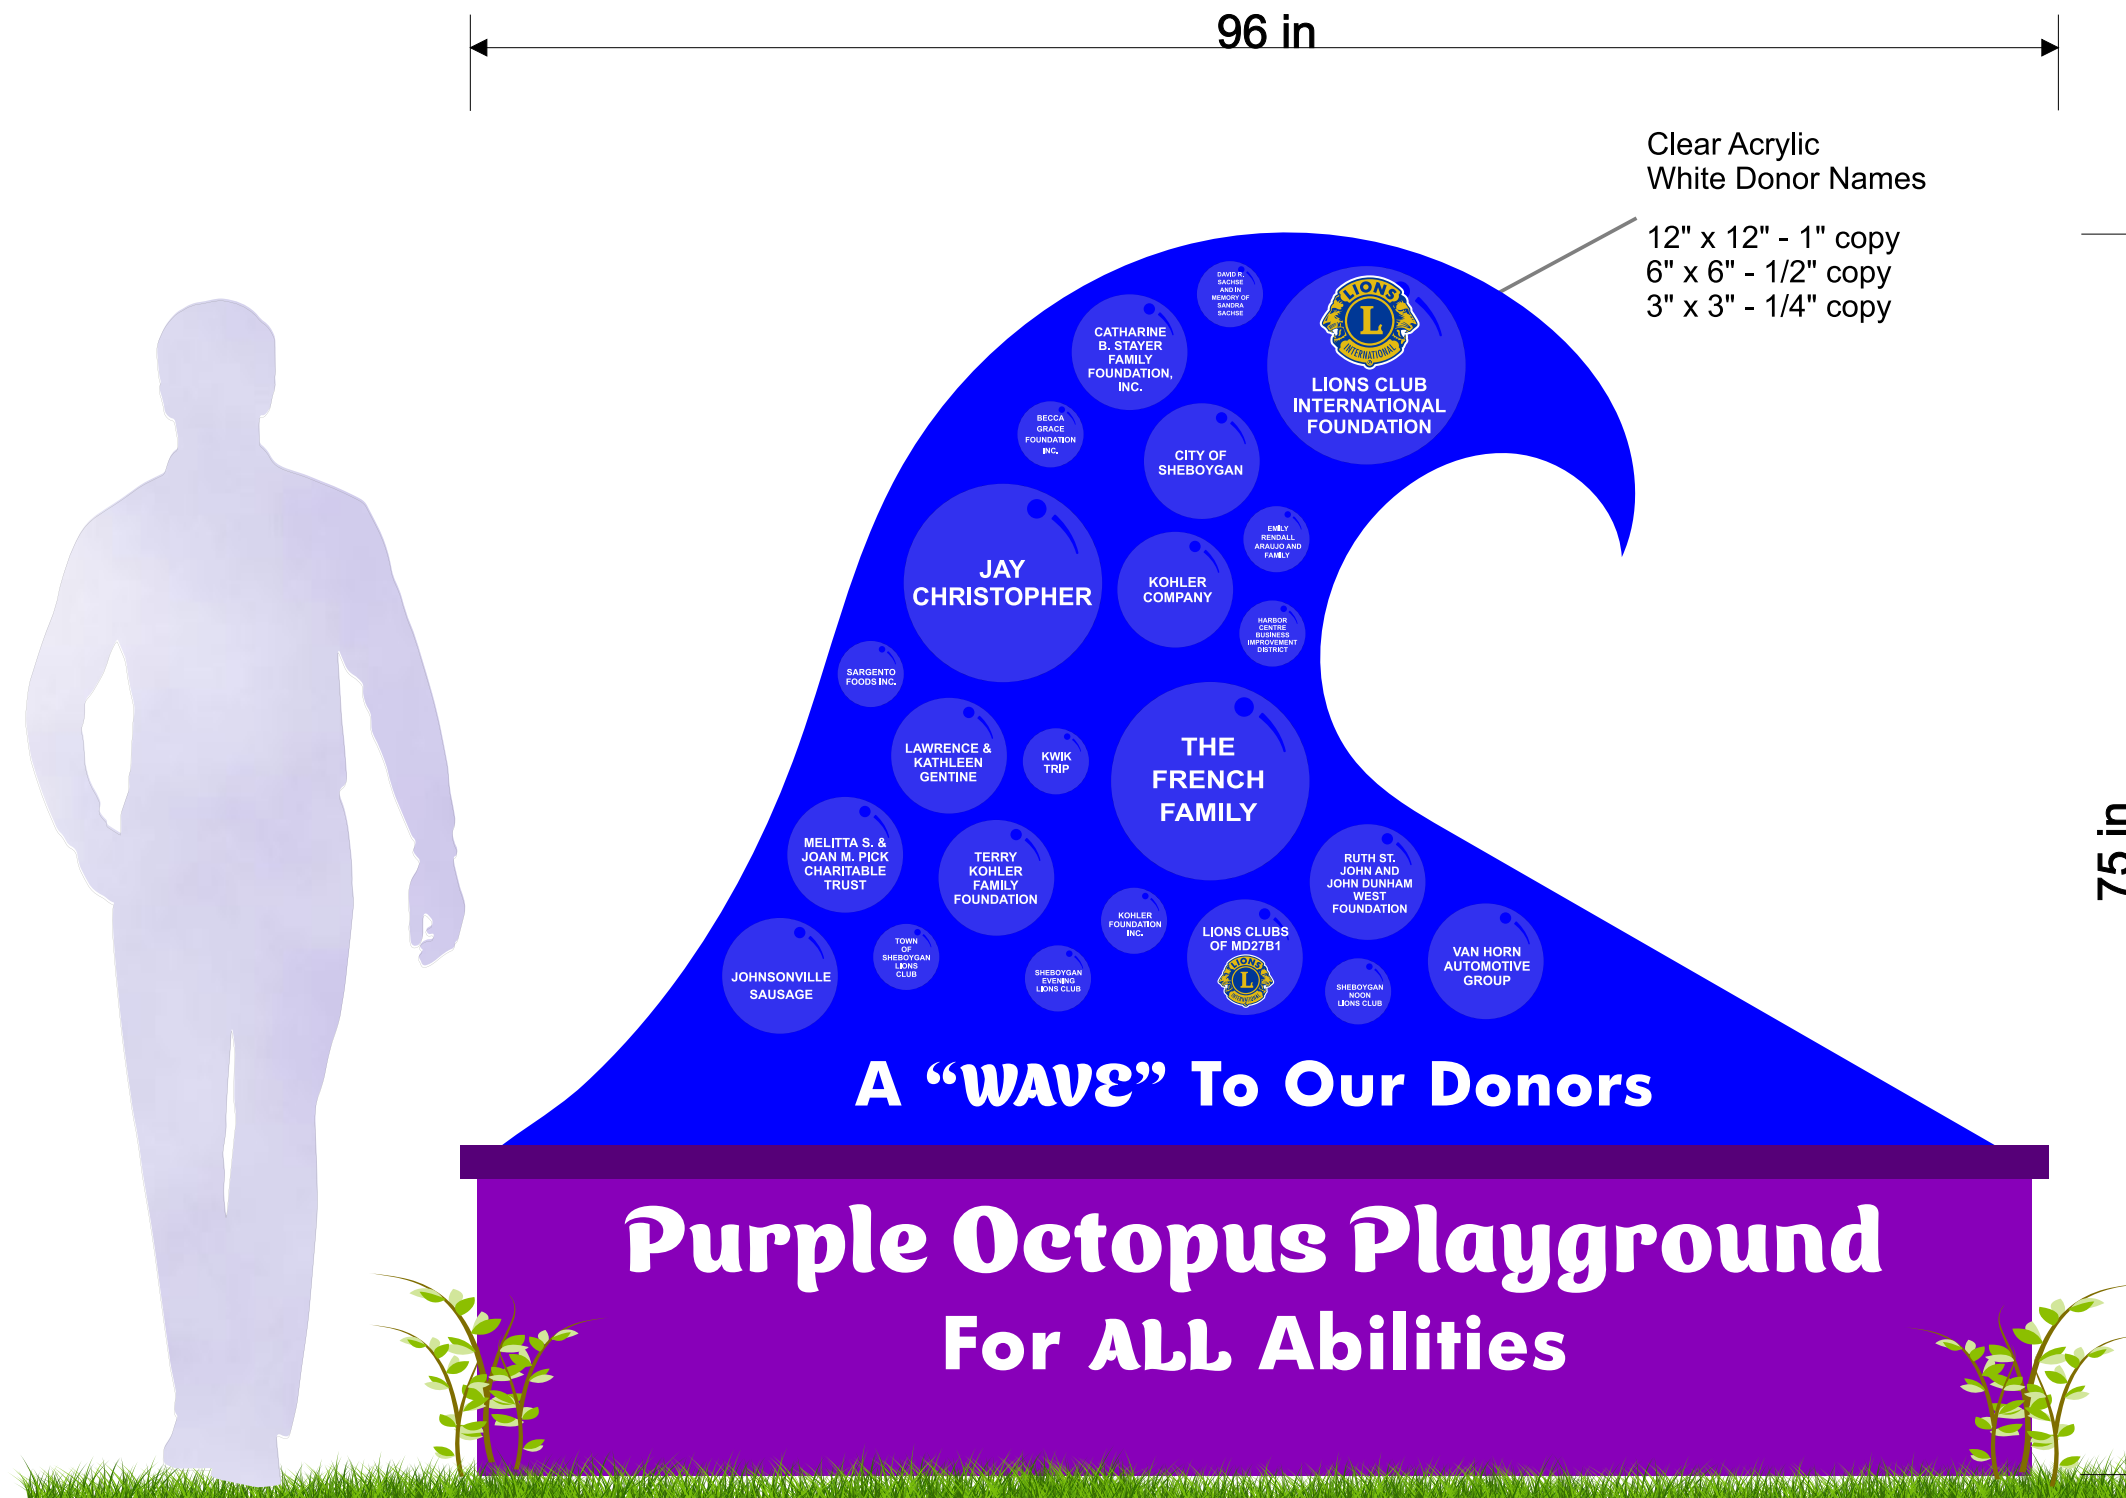 96 in
Clear Acrylic
White Donor Names
12" x 12" - 1" copy
6" x 6" - 1/2" copy
3" x 3" - 1/4" copy
75 in
DAVID R.
SACHSE
AND IN
MEMORY OF
SANDRA
SACHSE
LIONS
L
INTERNATIONAL
LIONS CLUB
INTERNATIONAL
FOUNDATION
CATHARINE
B. STAYER
FAMILY
FOUNDATION,
INC.
BECCA
GRACE
FOUNDATION
INC.
CITY OF
SHEBOYGAN
JAY
CHRISTOPHER
KOHLER
COMPANY
EMILY
RENDALL
ARAUJO AND
FAMILY
HARBOR
CENTRE
BUSINESS
IMPROVEMENT
DISTRICT
SARGENTO
FOODS INC.
LAWRENCE &
KATHLEEN
GENTINE
KWIK
TRIP
THE
FRENCH
FAMILY
MELITTA S. &
JOAN M. PICK
CHARITABLE
TRUST
TERRY
KOHLER
FAMILY
FOUNDATION
RUTH ST.
JOHN AND
JOHN DUNHAM
WEST
FOUNDATION
KOHLER
FOUNDATION
INC.
LIONS CLUBS
OF MD27B1
LIONS
L
INTERNATIONAL
VAN HORN
AUTOMOTIVE
GROUP
JOHNSONVILLE
SAUSAGE
TOWN
OF
SHEBOYGAN
LIONS
CLUB
SHEBOYGAN
EVENING
LIONS CLUB
SHEBOYGAN
NOON
LIONS CLUB
A “WAVE” To Our Donors
Purple Octopus Playground
For ALL Abilities